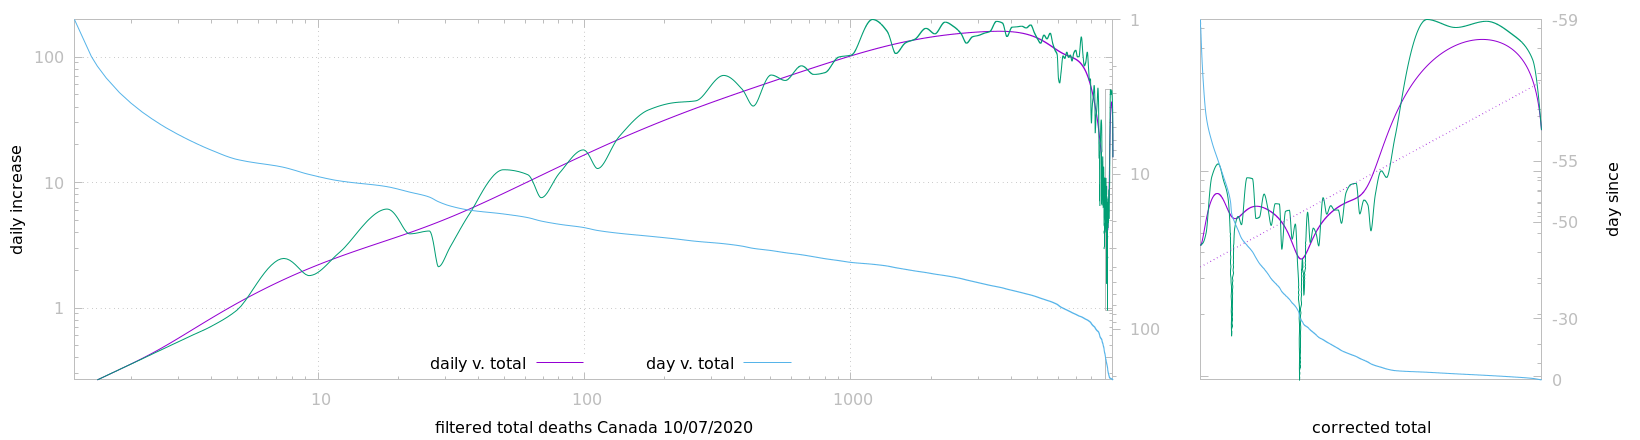 daily increase
100
10
1
10
100
1000
1
10
100
daily v. total
day v. total
filtered total deaths Canada 10/07/2020
-59
-55
-50
-30
0
day since
corrected total